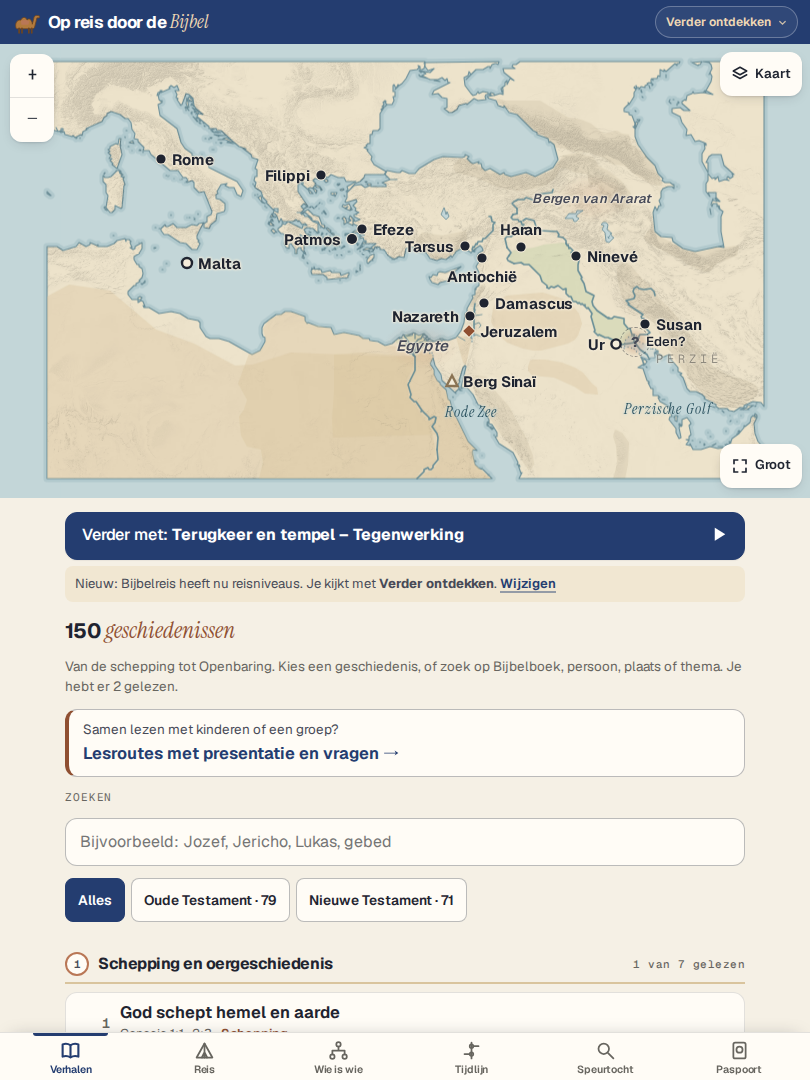 Op reis door de Bijbel
Verder ontdekken
+
Kaart
−
Rome
Filippi
Bergen van Ararat
Efeze
Haran
Patmos
Tarsus
Malta
Ninevé
Antiochië
Damascus
Nazareth
Susan
Jeruzalem
Ur
?
Eden?
Egypte
PERZIË
Berg Sinaï
Rode Zee
Perzische Golf
Groot
Verder met: Terugkeer en tempel – Tegenwerking
Nieuw: Bijbelreis heeft nu reisniveaus. Je kijkt met Verder ontdekken. Wijzigen
150 geschiedenissen
Van de schepping tot Openbaring. Kies een geschiedenis, of zoek op Bijbelboek, persoon, plaats of thema. Je
hebt er 2 gelezen.
Samen lezen met kinderen of een groep?
Lesroutes met presentatie en vragen →
ZOEKEN
Bijvoorbeeld: Jozef, Jericho, Lukas, gebed
Alles
Oude Testament · 79
Nieuwe Testament · 71
1 Schepping en oergeschiedenis
1 van 7 gelezen
God schept hemel en aarde
1
Verhalen
Reis
Wie is wie
Tijdlijn
Speurtocht
Paspoort